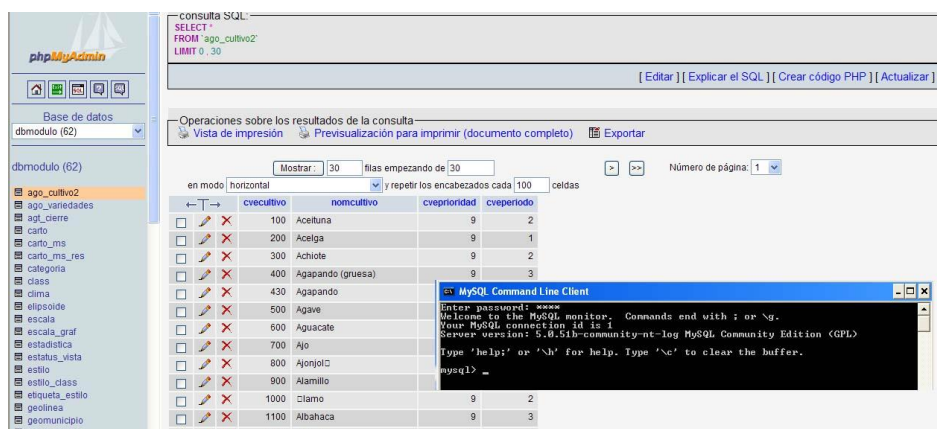 phpMyAdmin
Base de datos
dbmodulo (62)
dbmodulo (62)
ago_cultivo2
ago_variedades
agt_cierre
carto
carto_ms
carto_ms_res
categoria
class
clima
elipsoide
escala
escala_graf
estadistica
estatus_vista
estilo
estilo_class
etiqueta_estilo
geolinea
geomunicipio
consulta SQL:
SELECT *
FROM `ago_cultivo2`
LIMIT 0 , 30
[ Editar ] [ Explicar el SQL ] [ Crear código PHP ] [ Actualizar ]
Operaciones sobre los resultados de la consulta
Vista de impresión Previsualización para imprimir (documento completo) Exportar
Mostrar : 30 filas empezando de 30 > >> Número de página: 1
en modo horizontal y repetir los encabezados cada 100 celdas
←T→ cvecultivo nomcultivo cveprioridad cveperiodo
100 Aceituna 9 2
200 Acelga 9 1
300 Achiote 9 2
400 Agapando (gruesa) 9 3
430 Agapando
500 Agave
600 Aguacate
700 Ajo
800 Ajonjol□
900 Alamillo
1000 □lamo 9 2
1100 Albahaca 9 3
MySQL Command Line Client
Enter password: ****
Welcome to the MySQL monitor. Commands end with ; or \g.
Your MySQL connection id is 1
Server version: 5.0.51b-community-nt-log MySQL Community Edition (GPL)
Type 'help;' or '\h' for help. Type '\c' to clear the buffer.
mysql> _